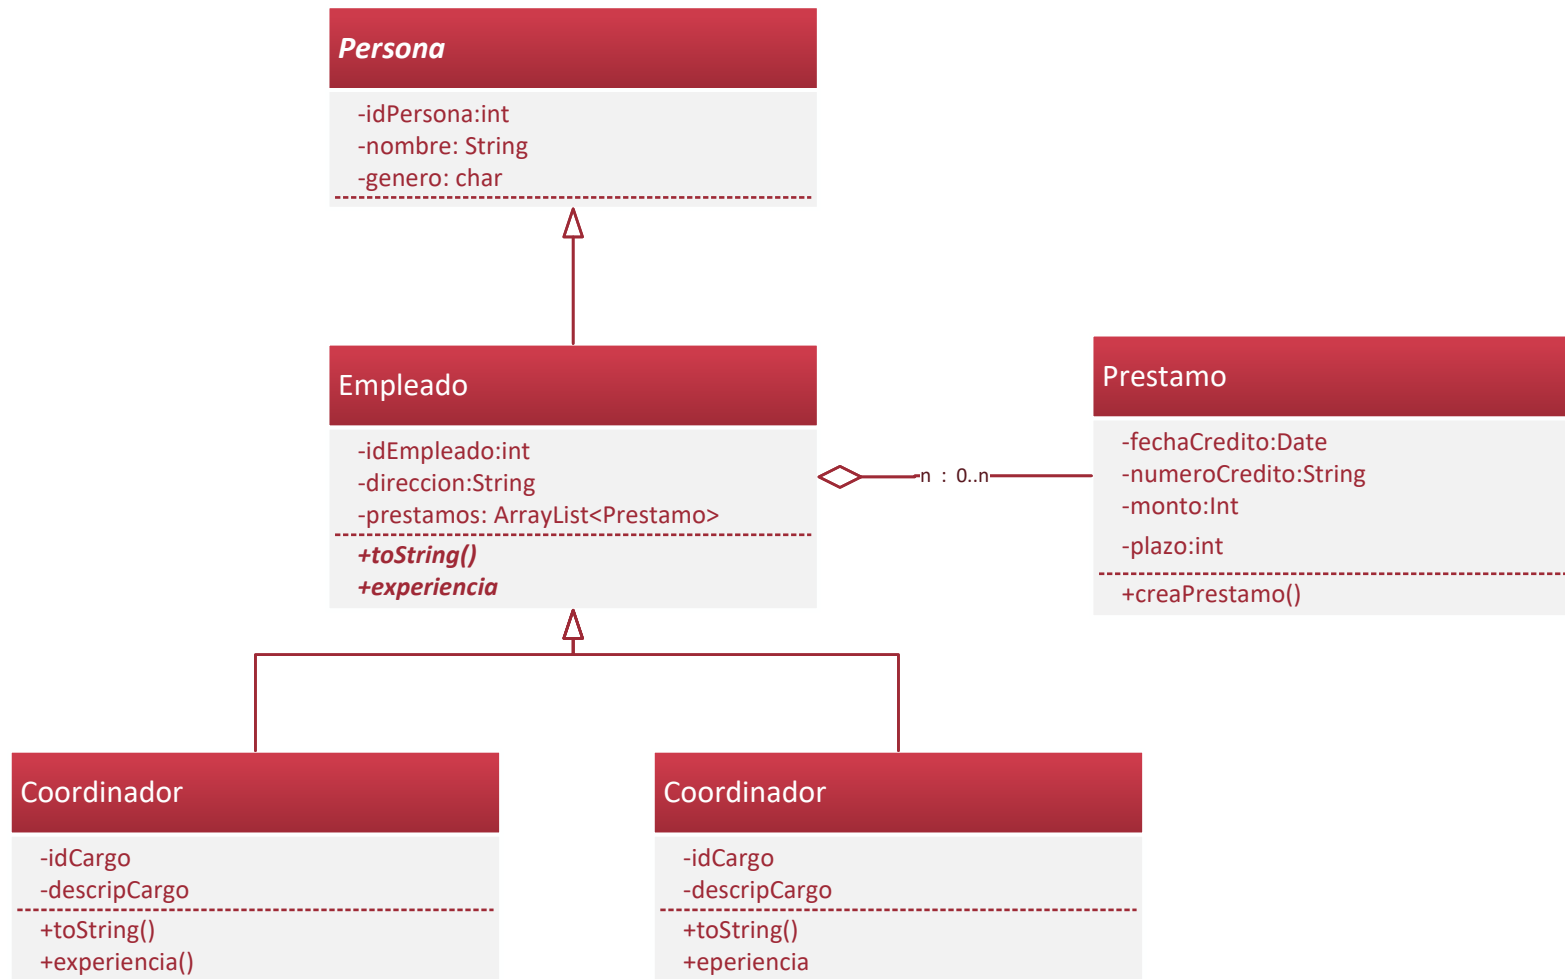 Persona
-idPersona:int
-nombre: String
-genero: char
Empleado
-idEmpleado:int
-direccion:String
-prestamos: ArrayList<Prestamo>
+toString()
+experiencia
n : 0..n
Prestamo
-fechaCredito:Date
-numeroCredito:String
-monto:Int
-plazo:int
+creaPrestamo()
Coordinador
-idCargo
-descripCargo
+toString()
+experiencia()
Coordinador
-idCargo
-descripCargo
+toString()
+eperiencia